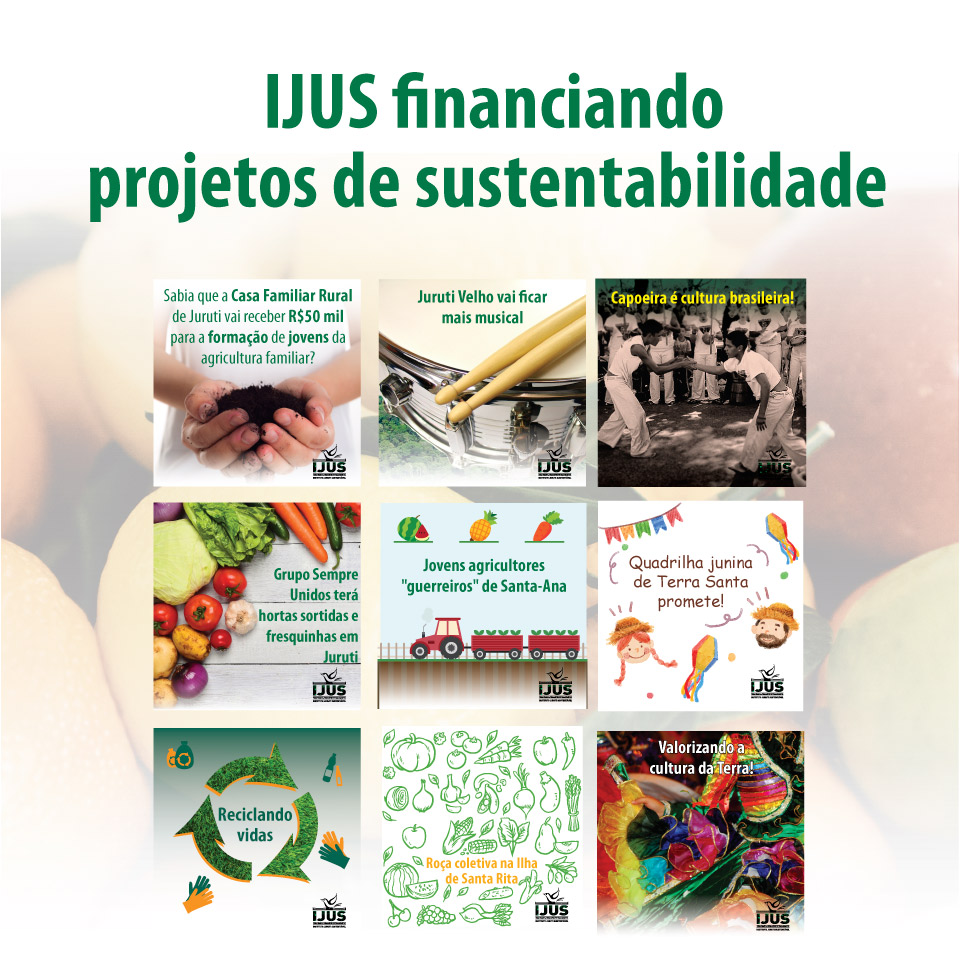 IJUS financiando
projetos de sustentabilidade
Sabia que a Casa Familiar Rural
de Juruti vai receber R$50 mil
para a formação de jovens da
agricultura familiar?
IJUS
Juruti Velho vai ficar
mais musical
IJUS
Capoeira é cultura brasileira!
IJUS
Grupo Sempre
Unidos terá
hortas sortidas e
fresquinhas em
Juruti
IJUS
Jovens agricultores
"guerreiros" de Santa-Ana
IJUS
Quadrilha junina
de Terra Santa
promete!
IJUS
Reciclando
vidas
IJUS
Roça coletiva na Ilha
de Santa Rita
IJUS
Valorizando a
cultura da Terra!
IJUS